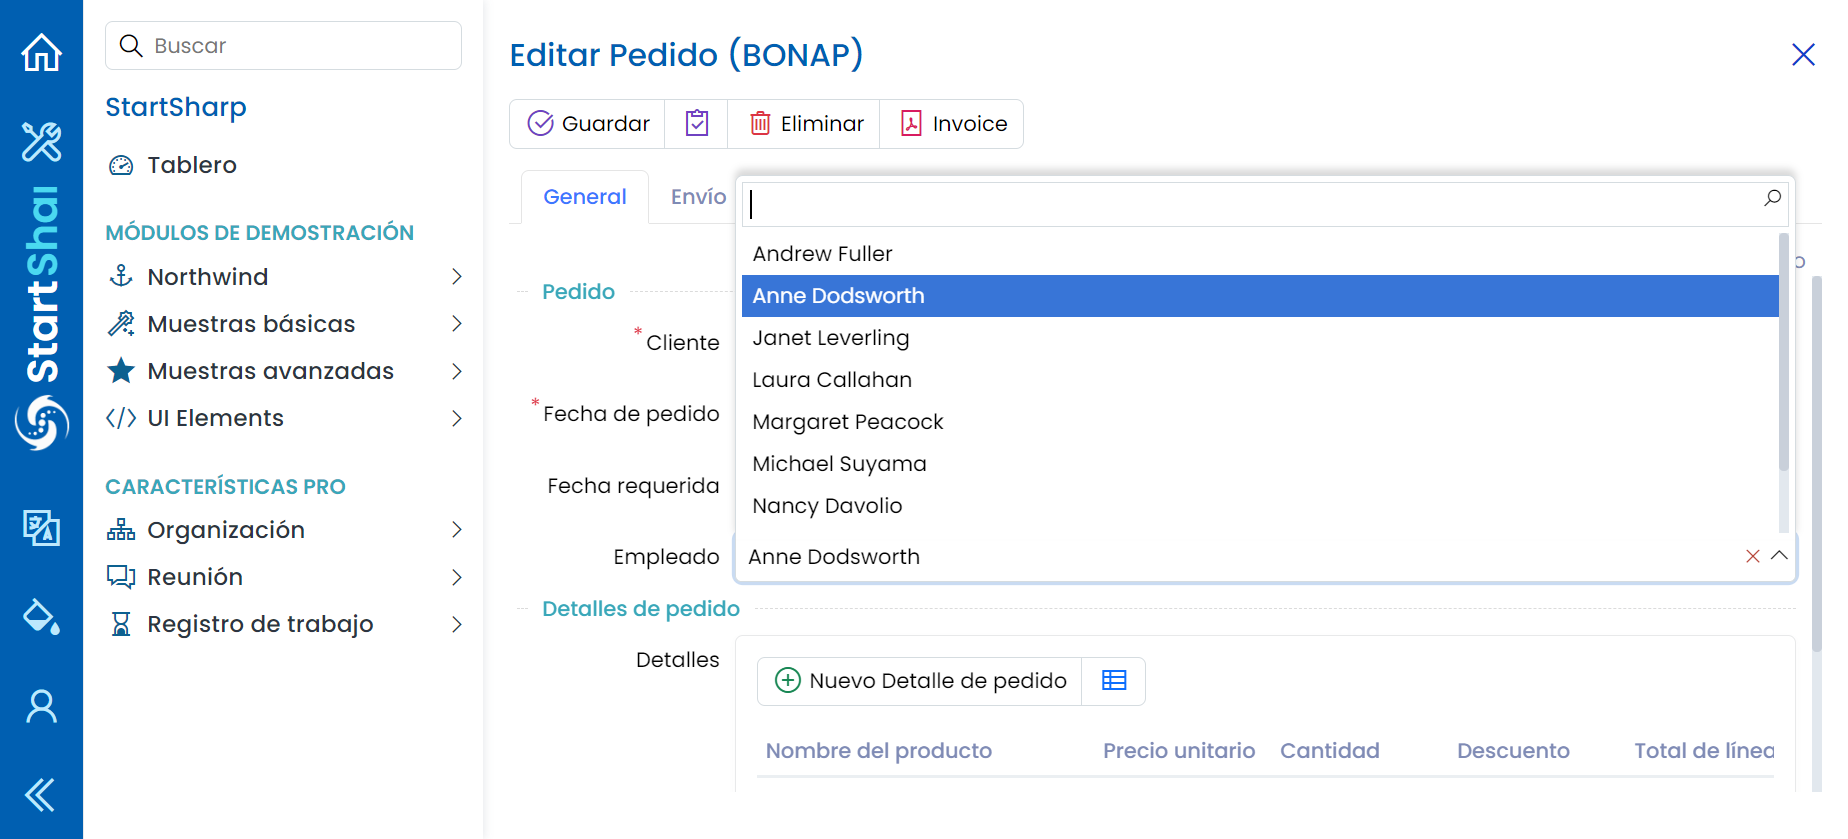 StartShar
Buscar
StartSharp
Tablero
MÓDULOS DE DEMOSTRACIÓN
Northwind
Muestras básicas
Muestras avanzadas
UI Elements
CARACTERÍSTICAS PRO
Organización
Reunión
Registro de trabajo
Editar Pedido (BONAP)
Guardar
Eliminar
Invoice
General
Envío
Andrew Fuller
Anne Dodsworth
Janet Leverling
Laura Callahan
Margaret Peacock
Michael Suyama
Nancy Davolio
o
Pedido
* Cliente
* Fecha de pedido
Fecha requerida
Empleado Anne Dodsworth
Detalles de pedido
Detalles
Nuevo Detalle de pedido
Nombre del producto Precio unitario Cantidad Descuento Total de línea